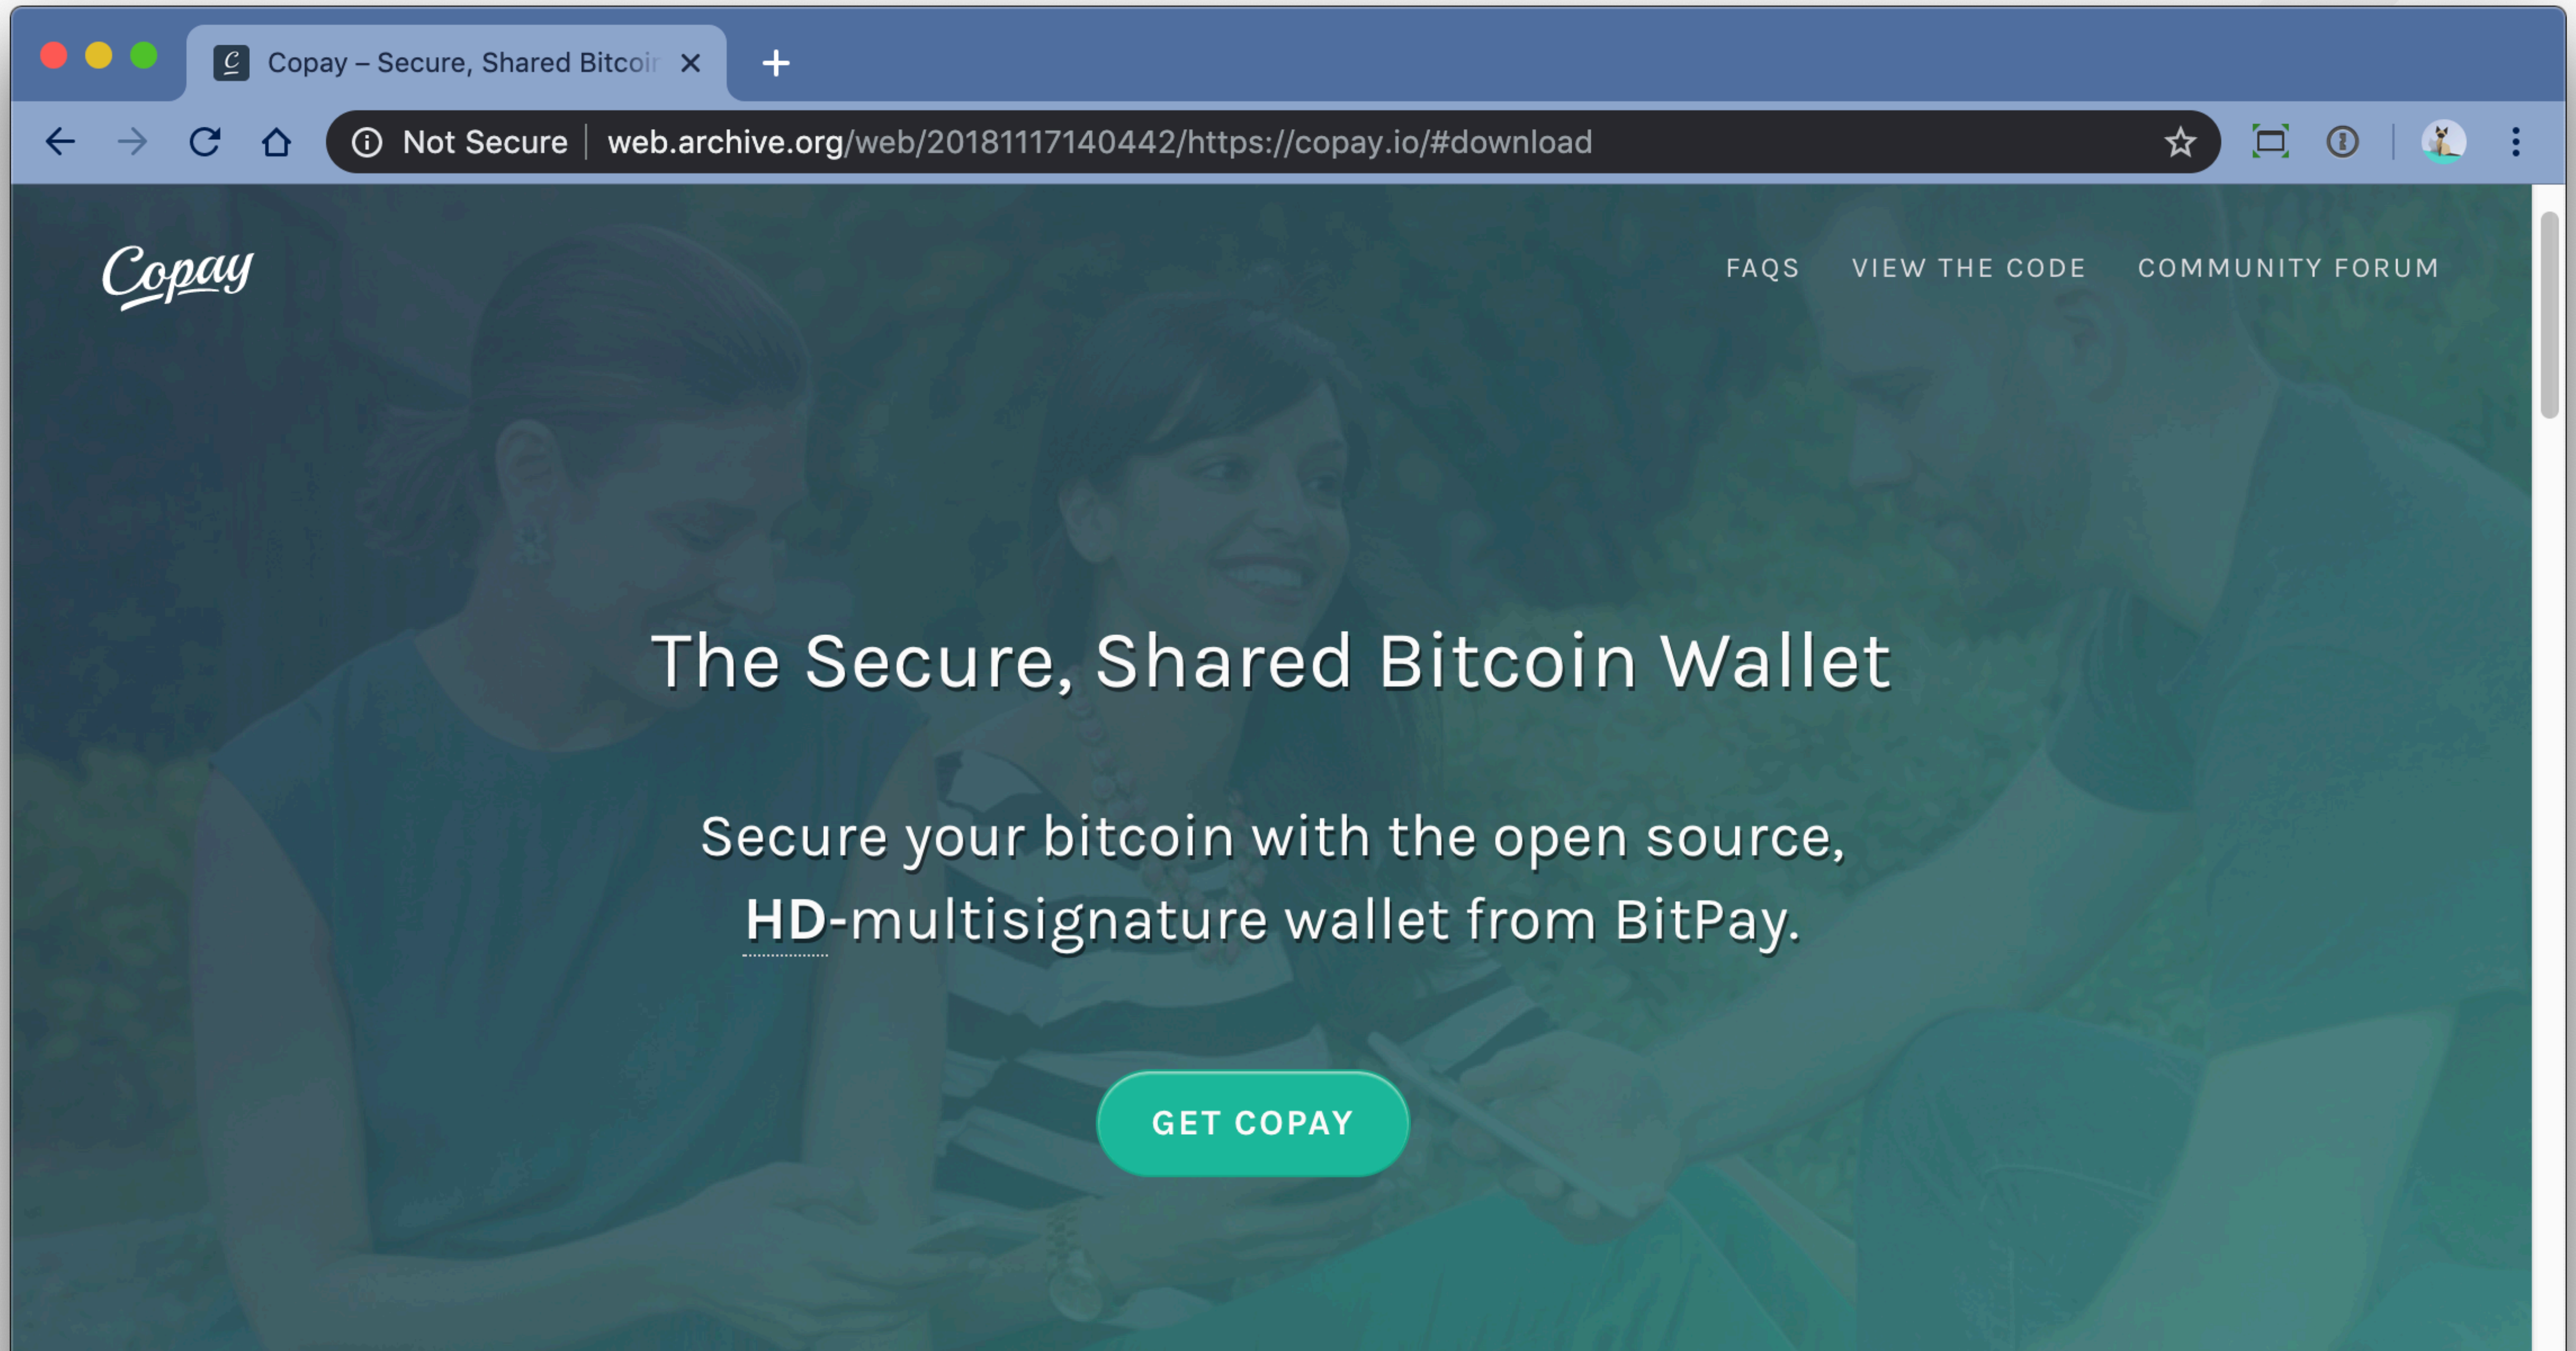 Copay – Secure, Shared Bitcoin
Not Secure web.archive.org/web/20181117140442/https://copay.io/#download
Copay
FAQS VIEW THE CODE COMMUNITY FORUM
The Secure, Shared Bitcoin Wallet
Secure your bitcoin with the open source,
HD-multisignature wallet from BitPay.
GET COPAY